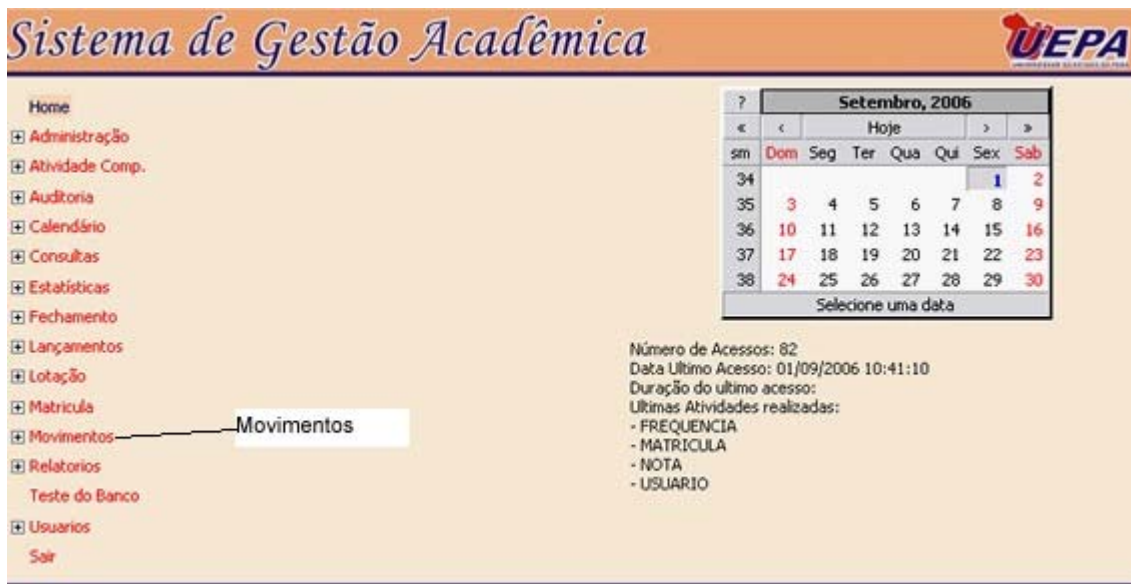 Sistema de Gestão Acadêmica
UEPA
Home
Administração
Atividade Comp.
Auditoria
Calendário
Consultas
Estatísticas
Fechamento
Lançamentos
Lotação
Matricula
Movimentos
Movimentos
Relatorios
Teste do Banco
Usuarios
Sair
? Setembro, 2006
« ‹ Hoje › »
sm Dom Seg Ter Qua Qui Sex Sab
34 1 2
35 3 4 5 6 7 8 9
36 10 11 12 13 14 15 16
37 17 18 19 20 21 22 23
38 24 25 26 27 28 29 30
Selecione uma data
Número de Acessos: 82
Data Ultimo Acesso: 01/09/2006 10:41:10
Duração do ultimo acesso:
Ultimas Atividades realizadas:
- FREQUENCIA
- MATRICULA
- NOTA
- USUARIO